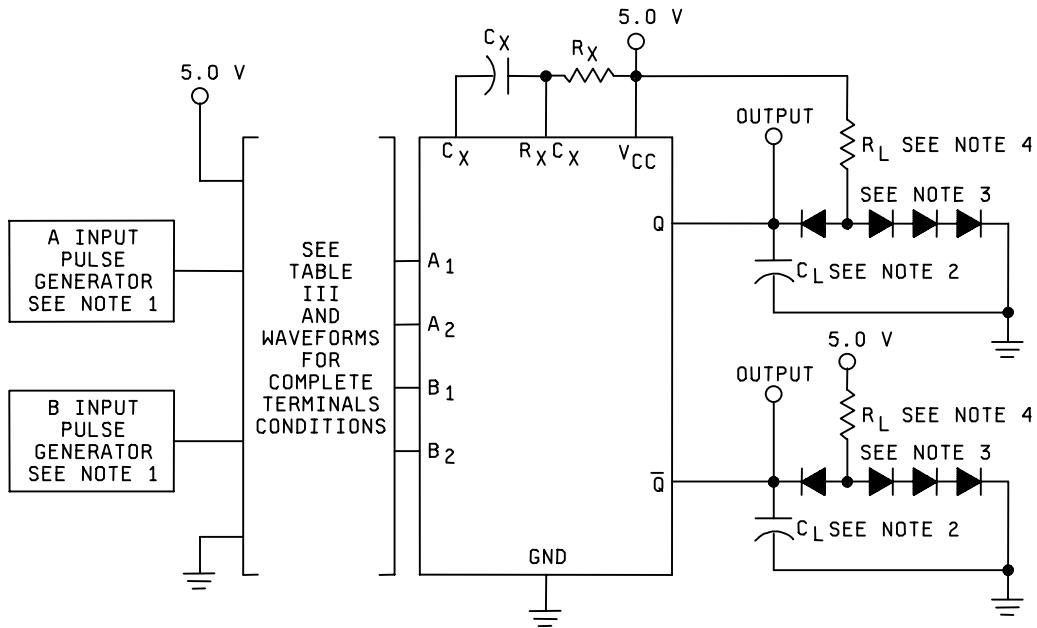 5.0 V
C X
R X
5.0 V
OUTPUT
C X
R X C X
V CC
R L SEE NOTE 4
SEE NOTE 3
Q
C L SEE NOTE 2
A INPUT
PULSE
GENERATOR
SEE NOTE 1
B INPUT
PULSE
GENERATOR
SEE NOTE 1
SEE
TABLE
III
AND
WAVEFORMS
FOR
COMPLETE
TERMINALS
CONDITIONS
A 1
A 2
B 1
B 2
5.0 V
OUTPUT
R L SEE NOTE 4
SEE NOTE 3
Q̅
C L SEE NOTE 2
GND